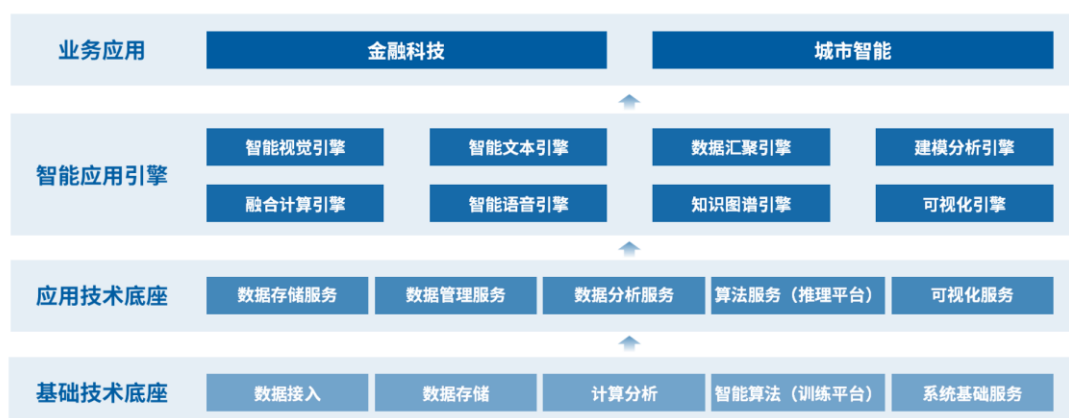 业务应用
金融科技
城市智能
智能应用引擎
智能视觉引擎
智能文本引擎
数据汇聚引擎
建模分析引擎
融合计算引擎
智能语音引擎
知识图谱引擎
可视化引擎
应用技术底座
数据存储服务
数据管理服务
数据分析服务
算法服务（推理平台）
可视化服务
基础技术底座
数据接入
数据存储
计算分析
智能算法（训练平台）
系统基础服务